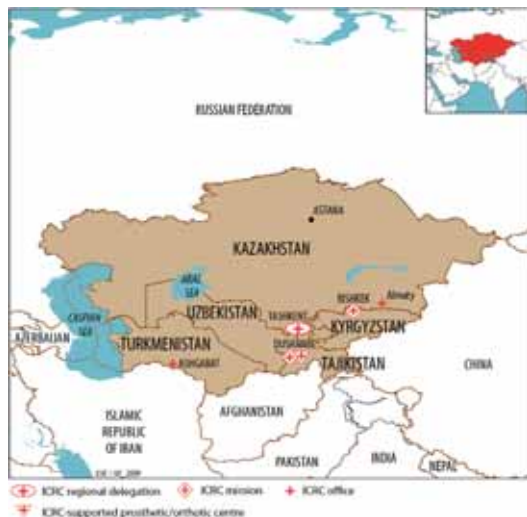 RUSSIAN FEDERATION
ASTANA
KAZAKHSTAN
ARAL
SEA
BISHKEK
Almaty
CASPIAN
SEA
UZBEKISTAN
TASHKENT
KYRGYZSTAN
AZERBAIJAN
TURKMENISTAN
DUSHANBE
ASHGABAT
TAJIKISTAN
CHINA
ISLAMIC
REPUBLIC
OF IRAN
AFGHANISTAN
PAKISTAN
INDIA
NEPAL
ICRC regional delegation
ICRC mission
ICRC office
ICRC-supported prosthetic/orthotic centre